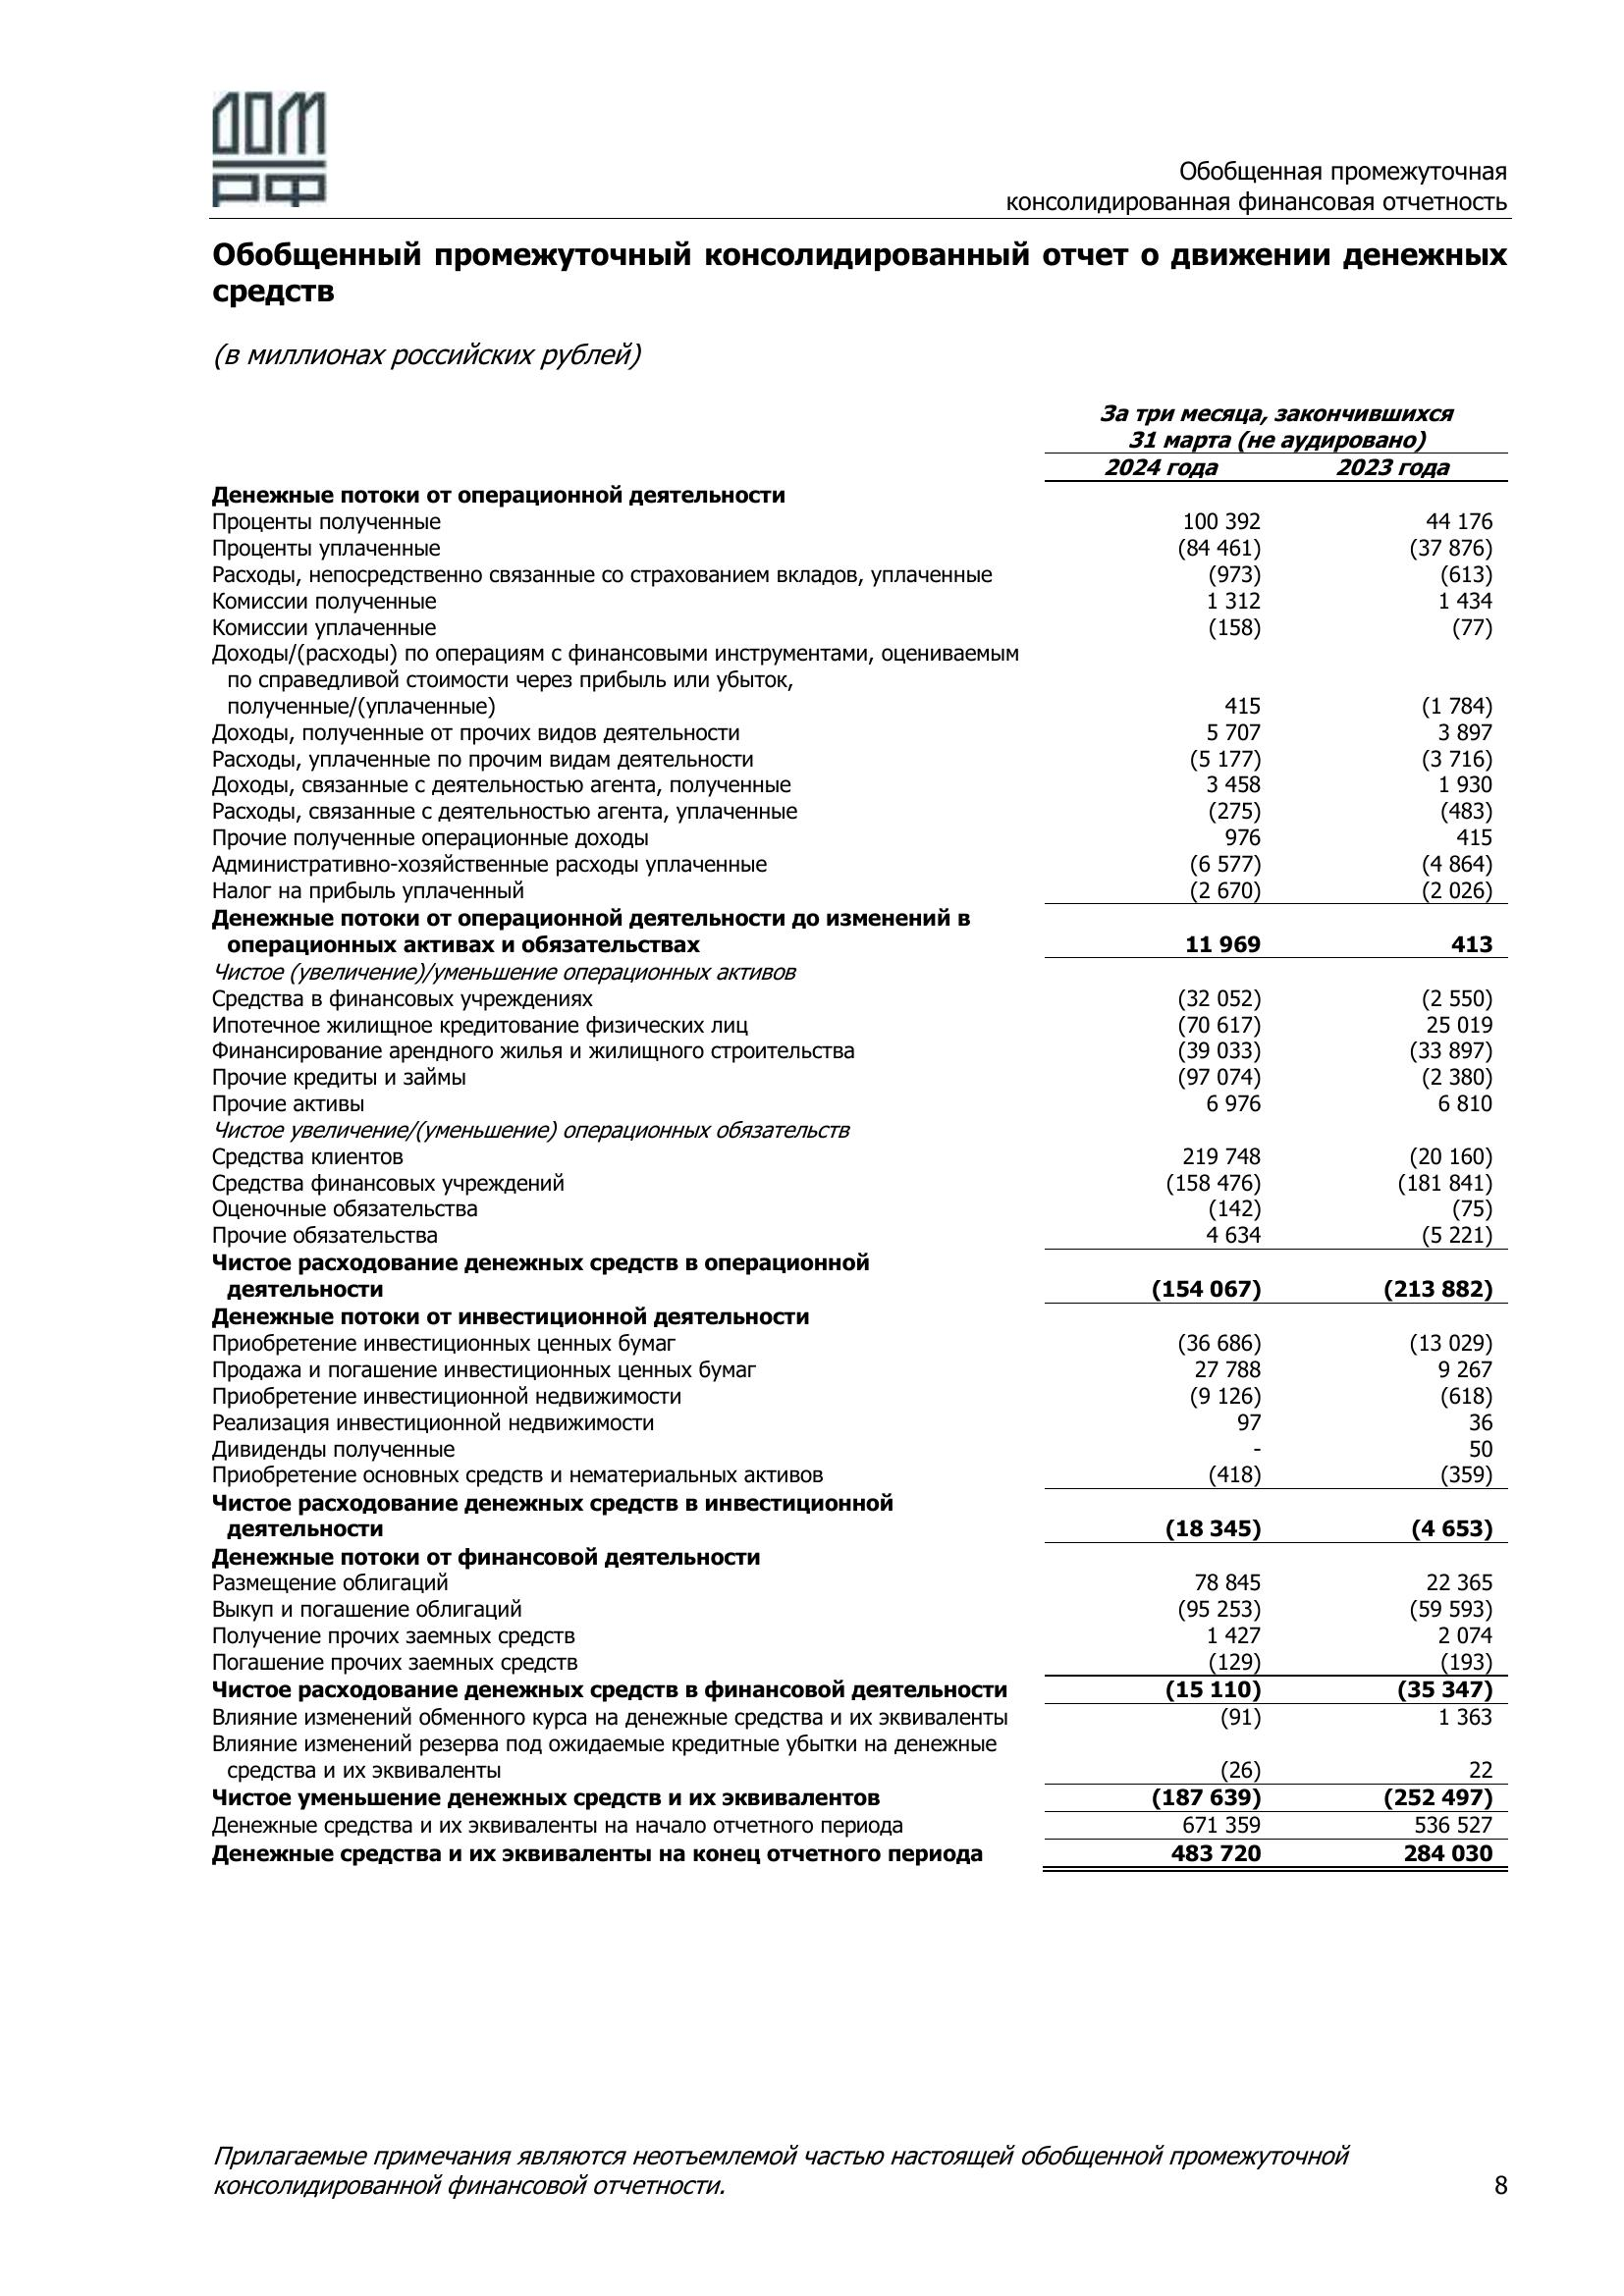 ДОМ
РФ
Обобщенная промежуточная
консолидированная финансовая отчетность
Обобщенный промежуточный консолидированный отчет о движении денежных
средств
(в миллионах российских рублей)
За три месяца, закончившихся
31 марта (не аудировано)
2024 года 2023 года
Денежные потоки от операционной деятельности
Проценты полученные 100 392 44 176
Проценты уплаченные (84 461) (37 876)
Расходы, непосредственно связанные со страхованием вкладов, уплаченные (973) (613)
Комиссии полученные 1 312 1 434
Комиссии уплаченные (158) (77)
Доходы/(расходы) по операциям с финансовыми инструментами, оцениваемым
по справедливой стоимости через прибыль или убыток,
полученные/(уплаченные) 415 (1 784)
Доходы, полученные от прочих видов деятельности 5 707 3 897
Расходы, уплаченные по прочим видам деятельности (5 177) (3 716)
Доходы, связанные с деятельностью агента, полученные 3 458 1 930
Расходы, связанные с деятельностью агента, уплаченные (275) (483)
Прочие полученные операционные доходы 976 415
Административно-хозяйственные расходы уплаченные (6 577) (4 864)
Налог на прибыль уплаченный (2 670) (2 026)
Денежные потоки от операционной деятельности до изменений в
операционных активах и обязательствах 11 969 413
Чистое (увеличение)/уменьшение операционных активов
Средства в финансовых учреждениях (32 052) (2 550)
Ипотечное жилищное кредитование физических лиц (70 617) 25 019
Финансирование арендного жилья и жилищного строительства (39 033) (33 897)
Прочие кредиты и займы (97 074) (2 380)
Прочие активы 6 976 6 810
Чистое увеличение/(уменьшение) операционных обязательств
Средства клиентов 219 748 (20 160)
Средства финансовых учреждений (158 476) (181 841)
Оценочные обязательства (142) (75)
Прочие обязательства 4 634 (5 221)
Чистое расходование денежных средств в операционной
деятельности (154 067) (213 882)
Денежные потоки от инвестиционной деятельности
Приобретение инвестиционных ценных бумаг (36 686) (13 029)
Продажа и погашение инвестиционных ценных бумаг 27 788 9 267
Приобретение инвестиционной недвижимости (9 126) (618)
Реализация инвестиционной недвижимости 97 36
Дивиденды полученные - 50
Приобретение основных средств и нематериальных активов (418) (359)
Чистое расходование денежных средств в инвестиционной
деятельности (18 345) (4 653)
Денежные потоки от финансовой деятельности
Размещение облигаций 78 845 22 365
Выкуп и погашение облигаций (95 253) (59 593)
Получение прочих заемных средств 1 427 2 074
Погашение прочих заемных средств (129) (193)
Чистое расходование денежных средств в финансовой деятельности (15 110) (35 347)
Влияние изменений обменного курса на денежные средства и их эквиваленты (91) 1 363
Влияние изменений резерва под ожидаемые кредитные убытки на денежные
средства и их эквиваленты (26) 22
Чистое уменьшение денежных средств и их эквивалентов (187 639) (252 497)
Денежные средства и их эквиваленты на начало отчетного периода 671 359 536 527
Денежные средства и их эквиваленты на конец отчетного периода 483 720 284 030
Прилагаемые примечания являются неотъемлемой частью настоящей обобщенной промежуточной
консолидированной финансовой отчетности. 8